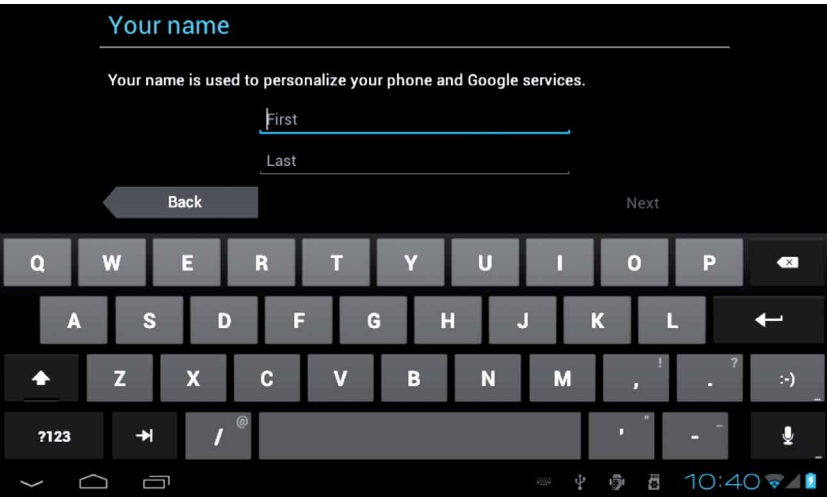 Your name
Your name is used to personalize your phone and Google services.
First
Last
Back Next
Q W E R T Y U I O P
A S D F G H J K L
Z X C V B N M , ! . ? :-)
?123 / @ ' " - _
10:40